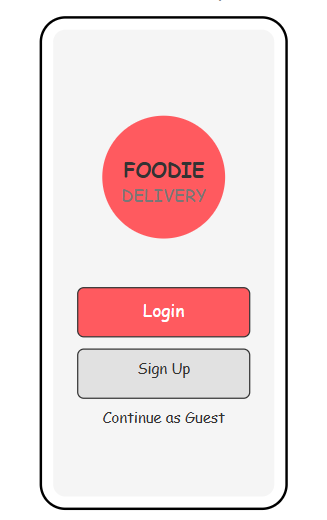 FOODIE
DELIVERY
Login
Sign Up
Continue as Guest